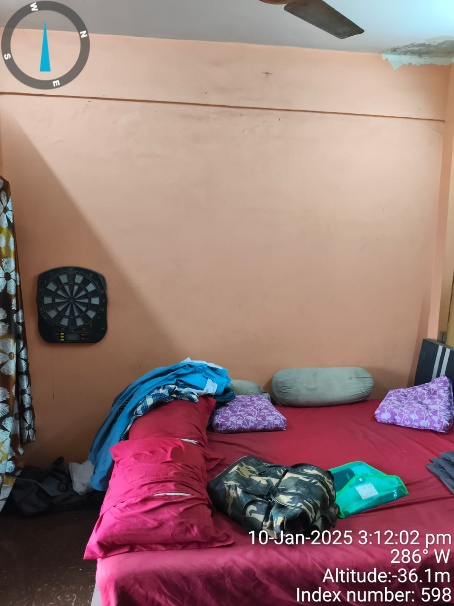 W
N
S
E
10-Jan-2025 3:12:02 pm
286° W
Altitude:-36.1m
Index number: 598